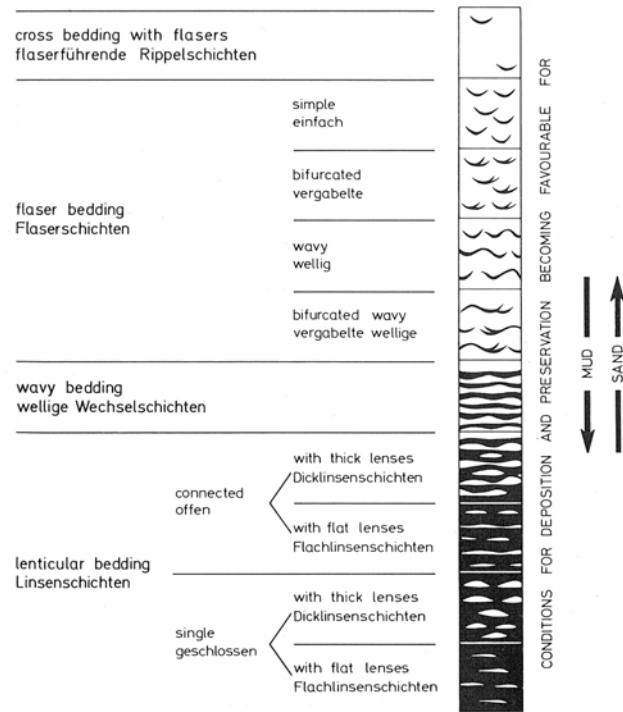 cross bedding with flasers
flaserführende Rippelschichten
simple
einfach
bifurcated
vergabelte
flaser bedding
Flaserschichten
wavy
wellig
bifurcated wavy
vergabelte wellige
wavy bedding
wellige Wechselschichten
with thick lenses
Dicklinsenschichten
connected
offen
with flat lenses
Flachlinsenschichten
lenticular bedding
Linsenschichten
with thick lenses
Dicklinsenschichten
single
geschlossen
with flat lenses
Flachlinsenschichten
CONDITIONS FOR DEPOSITION AND PRESERVATION BECOMING FAVOURABLE FOR
MUD
SAND